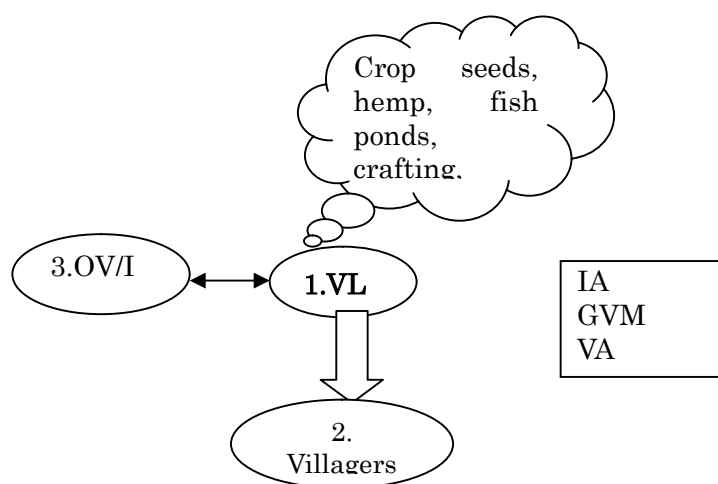 Crop seeds,
hemp, fish
ponds,
crafting,
3.OV/I
1.VL
IA
GVM
VA
2.
Villagers